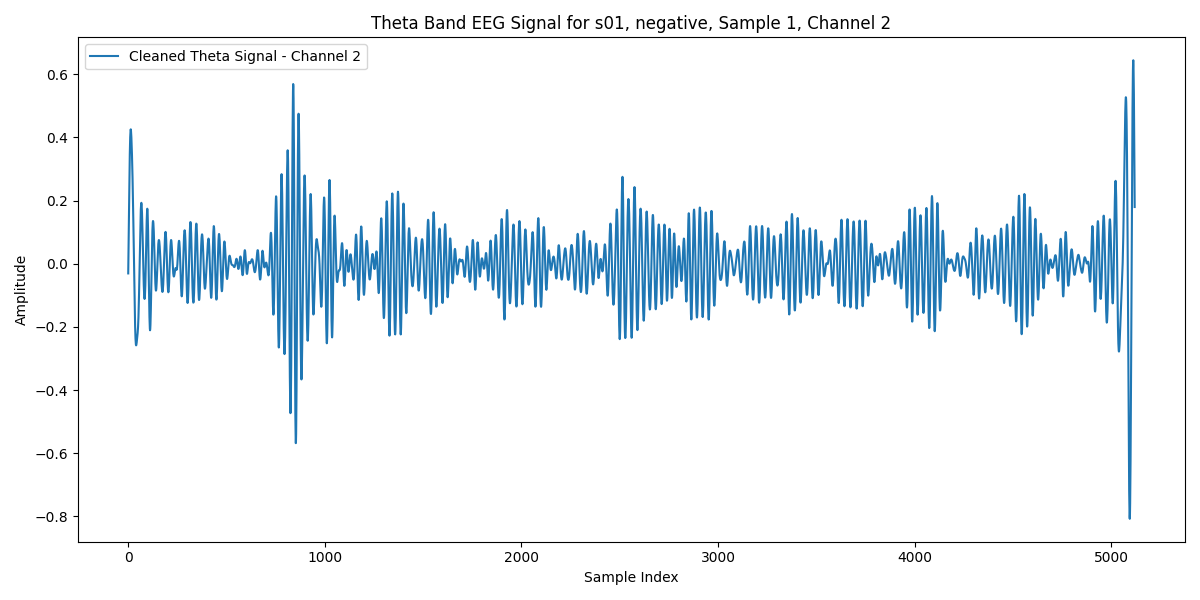 Theta Band EEG Signal for s01, negative, Sample 1, Channel 2
Cleaned Theta Signal - Channel 2
Amplitude
0.6
0.4
0.2
0.0
−0.2
−0.4
−0.6
−0.8
0 1000 2000 3000 4000 5000
Sample Index